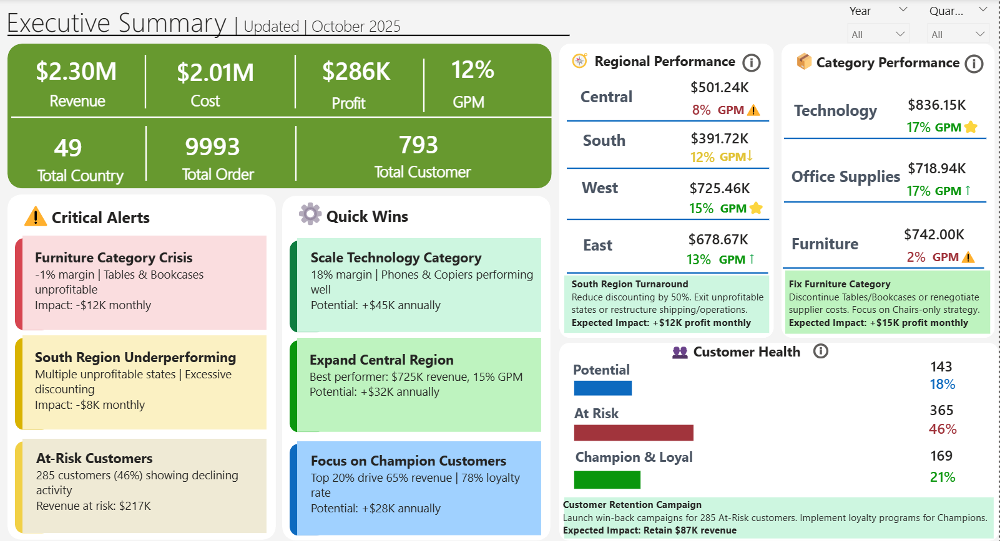 Executive Summary | Updated | October 2025
Year
Quar...
All
All
$2.30M
Revenue
$2.01M
Cost
$286K
Profit
12%
GPM
49
Total Country
9993
Total Order
793
Total Customer
Critical Alerts
Furniture Category Crisis
-1% margin | Tables & Bookcases
unprofitable
Impact: -$12K monthly
South Region Underperforming
Multiple unprofitable states | Excessive
discounting
Impact: -$8K monthly
At-Risk Customers
285 customers (46%) showing declining
activity
Revenue at risk: $217K
Quick Wins
Scale Technology Category
18% margin | Phones & Copiers performing
well
Potential: +$45K annually
Expand Central Region
Best performer: $725K revenue, 15% GPM
Potential: +$32K annually
Focus on Champion Customers
Top 20% drive 65% revenue | 78% loyalty
rate
Potential: +$28K annually
Regional Performance
Central
$501.24K
8% GPM
South
$391.72K
12% GPM↓
West
$725.46K
15% GPM
East
$678.67K
13% GPM ↑
South Region Turnaround
Reduce discounting by 50%. Exit unprofitable
states or restructure shipping/operations.
Expected Impact: +$12K profit monthly
Category Performance
Technology
$836.15K
17% GPM
Office Supplies
$718.94K
17% GPM ↑
Furniture
$742.00K
2% GPM
Fix Furniture Category
Discontinue Tables/Bookcases or renegotiate
supplier costs. Focus on Chairs-only strategy.
Expected Impact: +$15K profit monthly
Customer Health
Potential
143
18%
At Risk
365
46%
Champion & Loyal
169
21%
Customer Retention Campaign
Launch win-back campaigns for 285 At-Risk customers. Implement loyalty programs for Champions.
Expected Impact: Retain $87K revenue